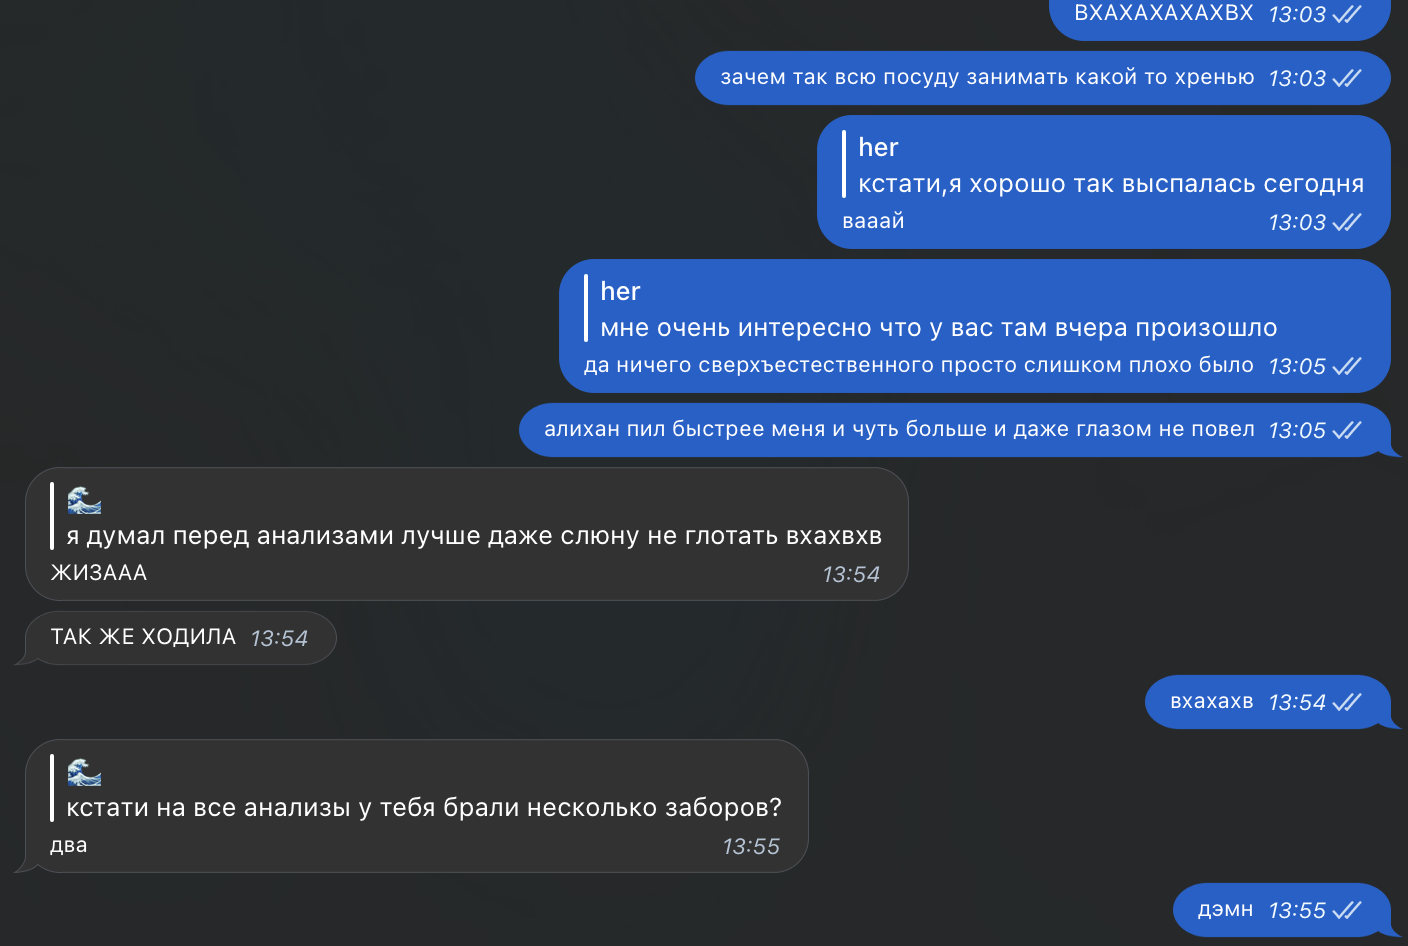 ВХАХАХАХАХВХ 13:03
зачем так всю посуду занимать какой то хренью 13:03
her
кстати,я хорошо так выспалась сегодня
вааай 13:03
her
мне очень интересно что у вас там вчера произошло
да ничего сверхъестественного просто слишком плохо было 13:05
алихан пил быстрее меня и чуть больше и даже глазом не повел 13:05
🌊
я думал перед анализами лучше даже слюну не глотать вхахвхв
ЖИЗААА 13:54
ТАК ЖЕ ХОДИЛА 13:54
вхахахв 13:54
🌊
кстати на все анализы у тебя брали несколько заборов?
два 13:55
дэмн 13:55